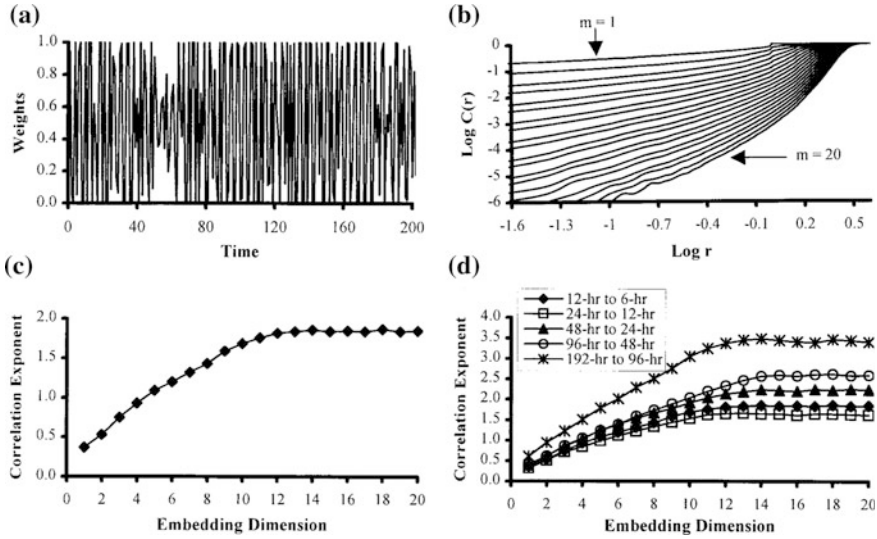 (a)
1.0
0.8
0.6
0.4
0.2
0.0
Weights
0 40 80 120 160 200
Time
(b)
m = 1
0
-1
-2
-3
-4
-5
-6
Log C(r)
m = 20
-1.6 -1.3 -1 -0.7 -0.4 -0.1 0.2 0.5
Log r
(c)
2.0
1.5
1.0
0.5
0.0
Correlation Exponent
0 2 4 6 8 10 12 14 16 18 20
Embedding Dimension
(d)
12-hr to 6-hr
24-hr to 12-hr
48-hr to 24-hr
96-hr to 48-hr
192-hr to 96-hr
4.0
3.5
3.0
2.5
2.0
1.5
1.0
0.5
0.0
Correlation Exponent
0 2 4 6 8 10 12 14 16 18 20
Embedding Dimension